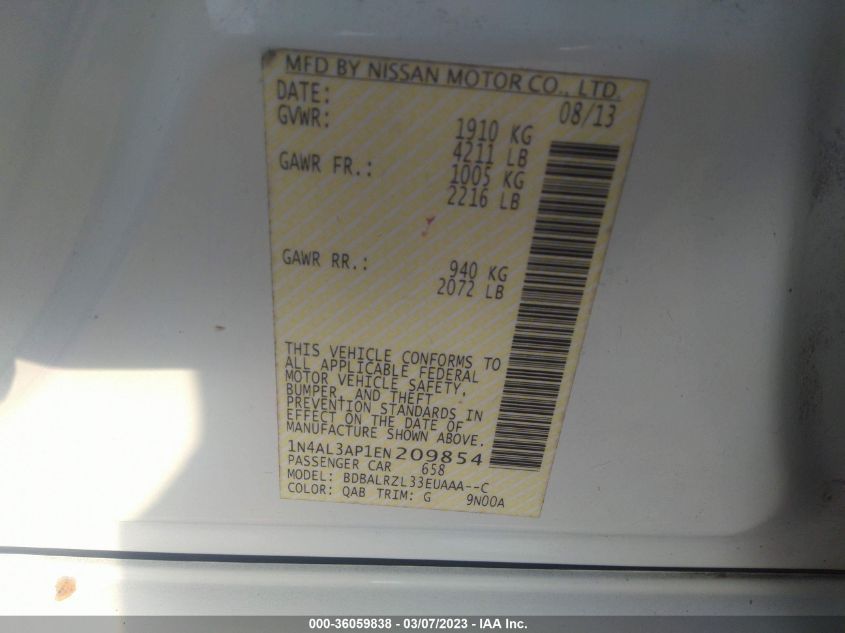 MFD BY NISSAN MOTOR CO., LTD.
DATE: 08/13
GVWR: 1910 KG
4211 LB
GAWR FR.: 1005 KG
2216 LB
GAWR RR.: 940 KG
2072 LB
THIS VEHICLE CONFORMS TO
ALL APPLICABLE FEDERAL
MOTOR VEHICLE SAFETY,
BUMPER, AND THEFT
PREVENTION STANDARDS IN
EFFECT ON THE DATE OF
MANUFACTURE SHOWN ABOVE.
1N4AL3AP1EN209854
PASSENGER CAR 658
MODEL: BDBALRZL33EUAAA--C
COLOR: QAB TRIM: G 9N00A
000-36059838 - 03/07/2023 - IAA Inc.